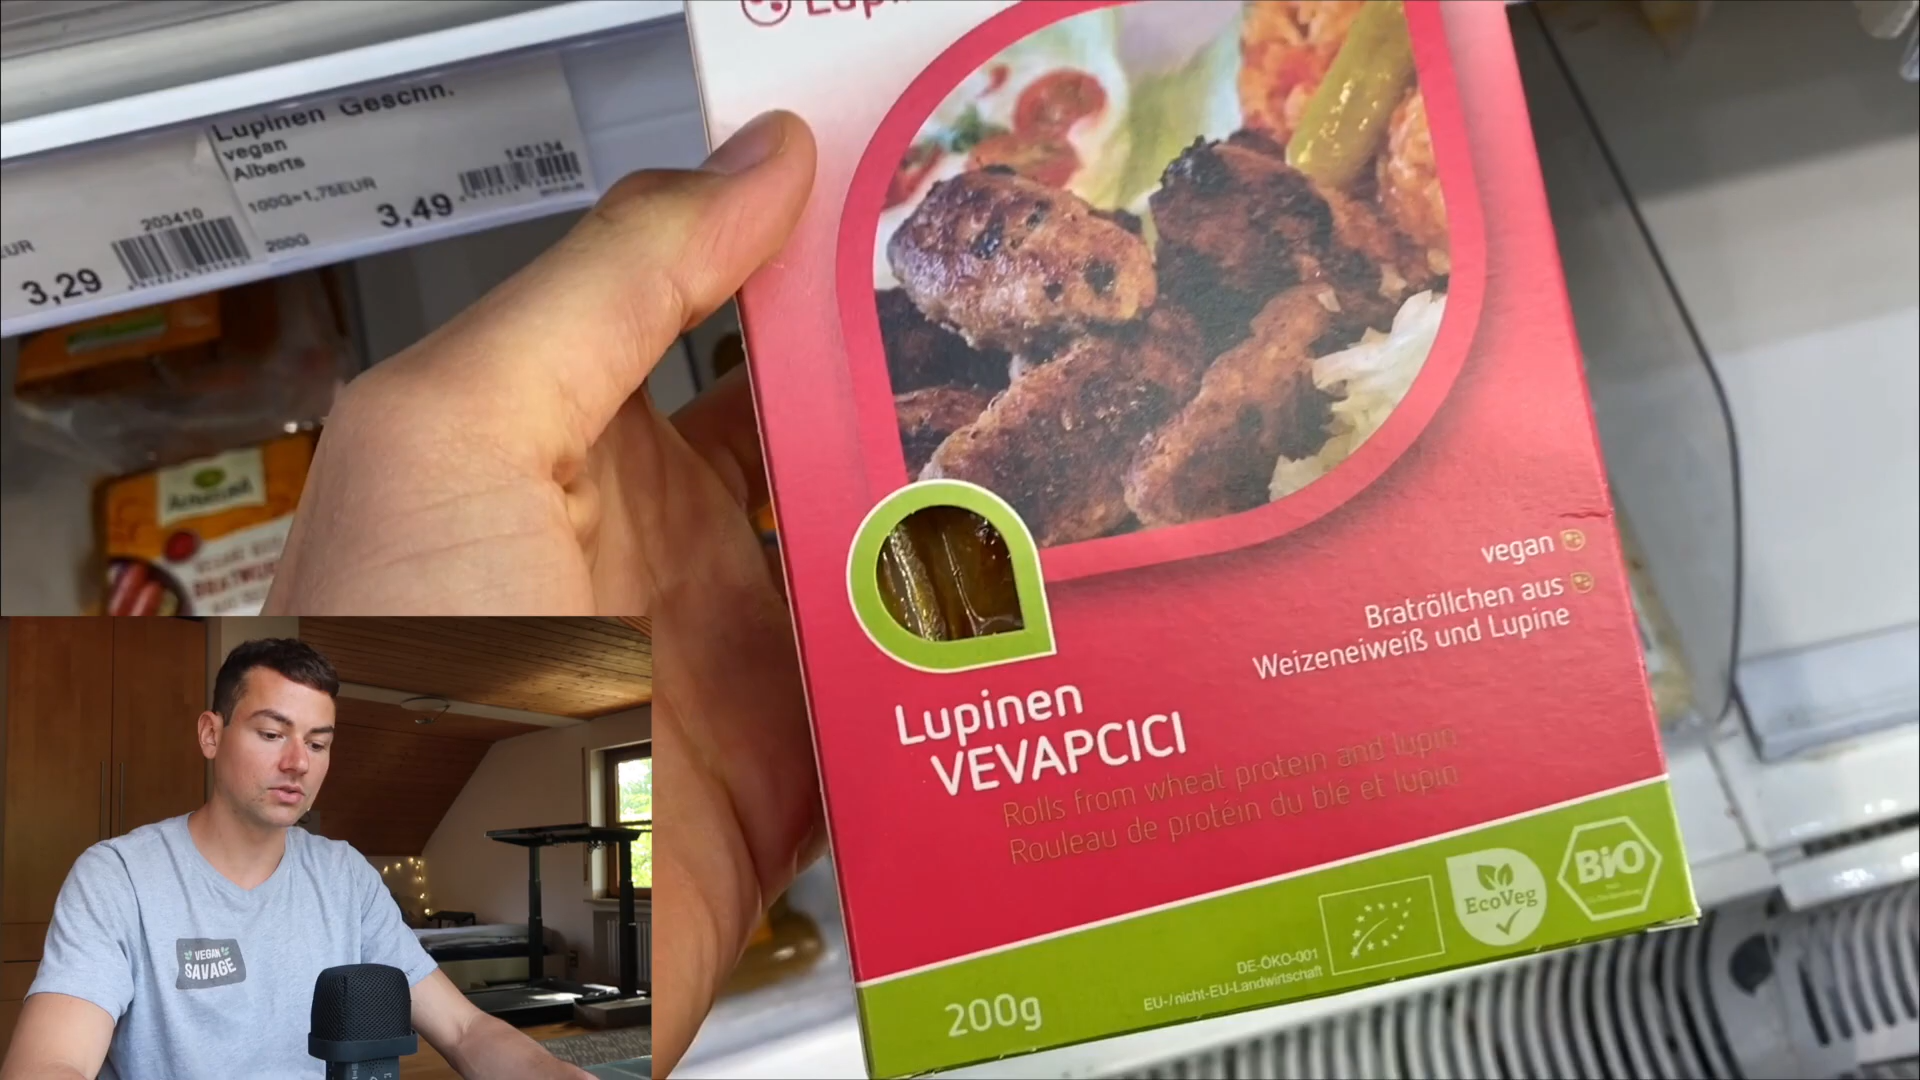 Lupinen Geschn.
vegan
Alberts
100G=1,75EUR
145134
3,49
200G
203410
EUR
3,29
Alnatura
vegan
Bratröllchen aus
Weizeneiweiß und Lupine
Lupinen
VEVAPCICI
Rolls from wheat protein and lupin
Rouleau de protéin du blé et lupin
BiO
EcoVeg
DE-ÖKO-001
EU-/nicht-EU-Landwirtschaft
200g
VEGAN
SAVAGE